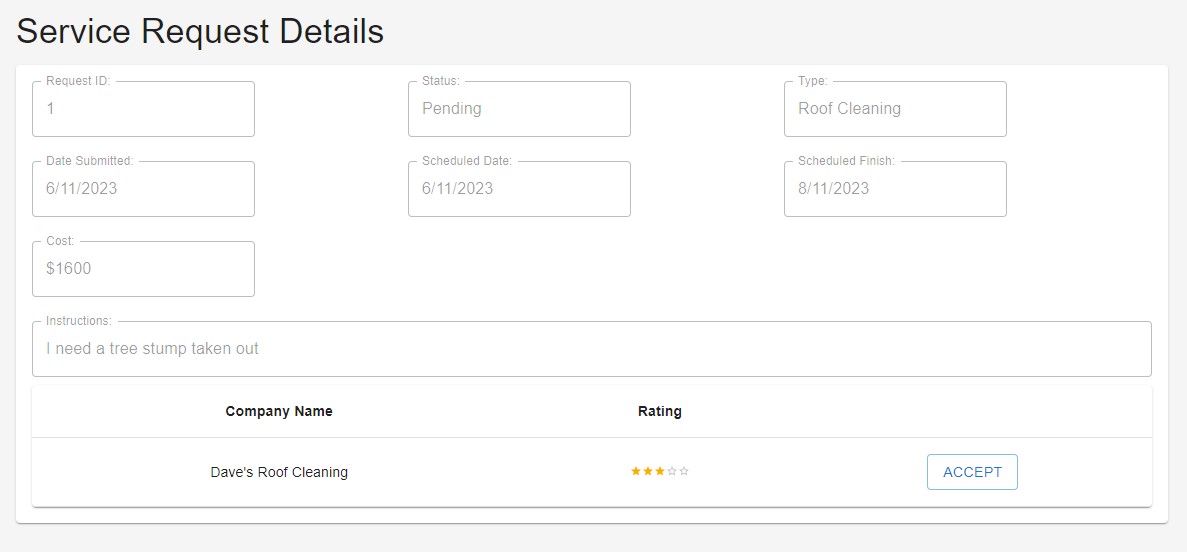 Service Request Details
Request ID: Status: Type:
1 Pending Roof Cleaning
Date Submitted: Scheduled Date: Scheduled Finish:
6/11/2023 6/11/2023 8/11/2023
Cost:
$1600
Instructions:
I need a tree stump taken out
Company Name Rating
Dave's Roof Cleaning ACCEPT